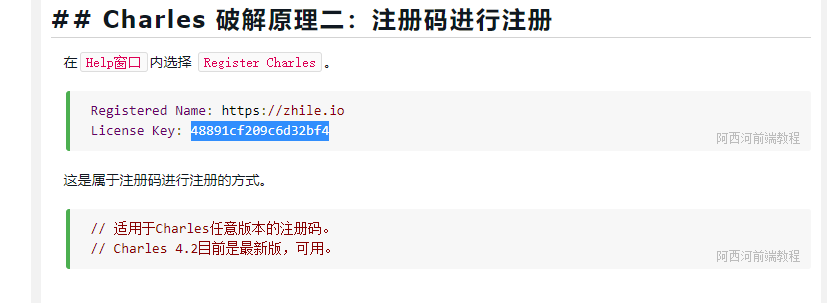 ## Charles 破解原理二：注册码进行注册
在 Help窗口 内选择 Register Charles 。
Registered Name: https://zhile.io
License Key: 48891cf209c6d32bf4
阿西河前端教程
这是属于注册码进行注册的方式。
// 适用于Charles任意版本的注册码。
// Charles 4.2目前是最新版，可用。
阿西河前端教程